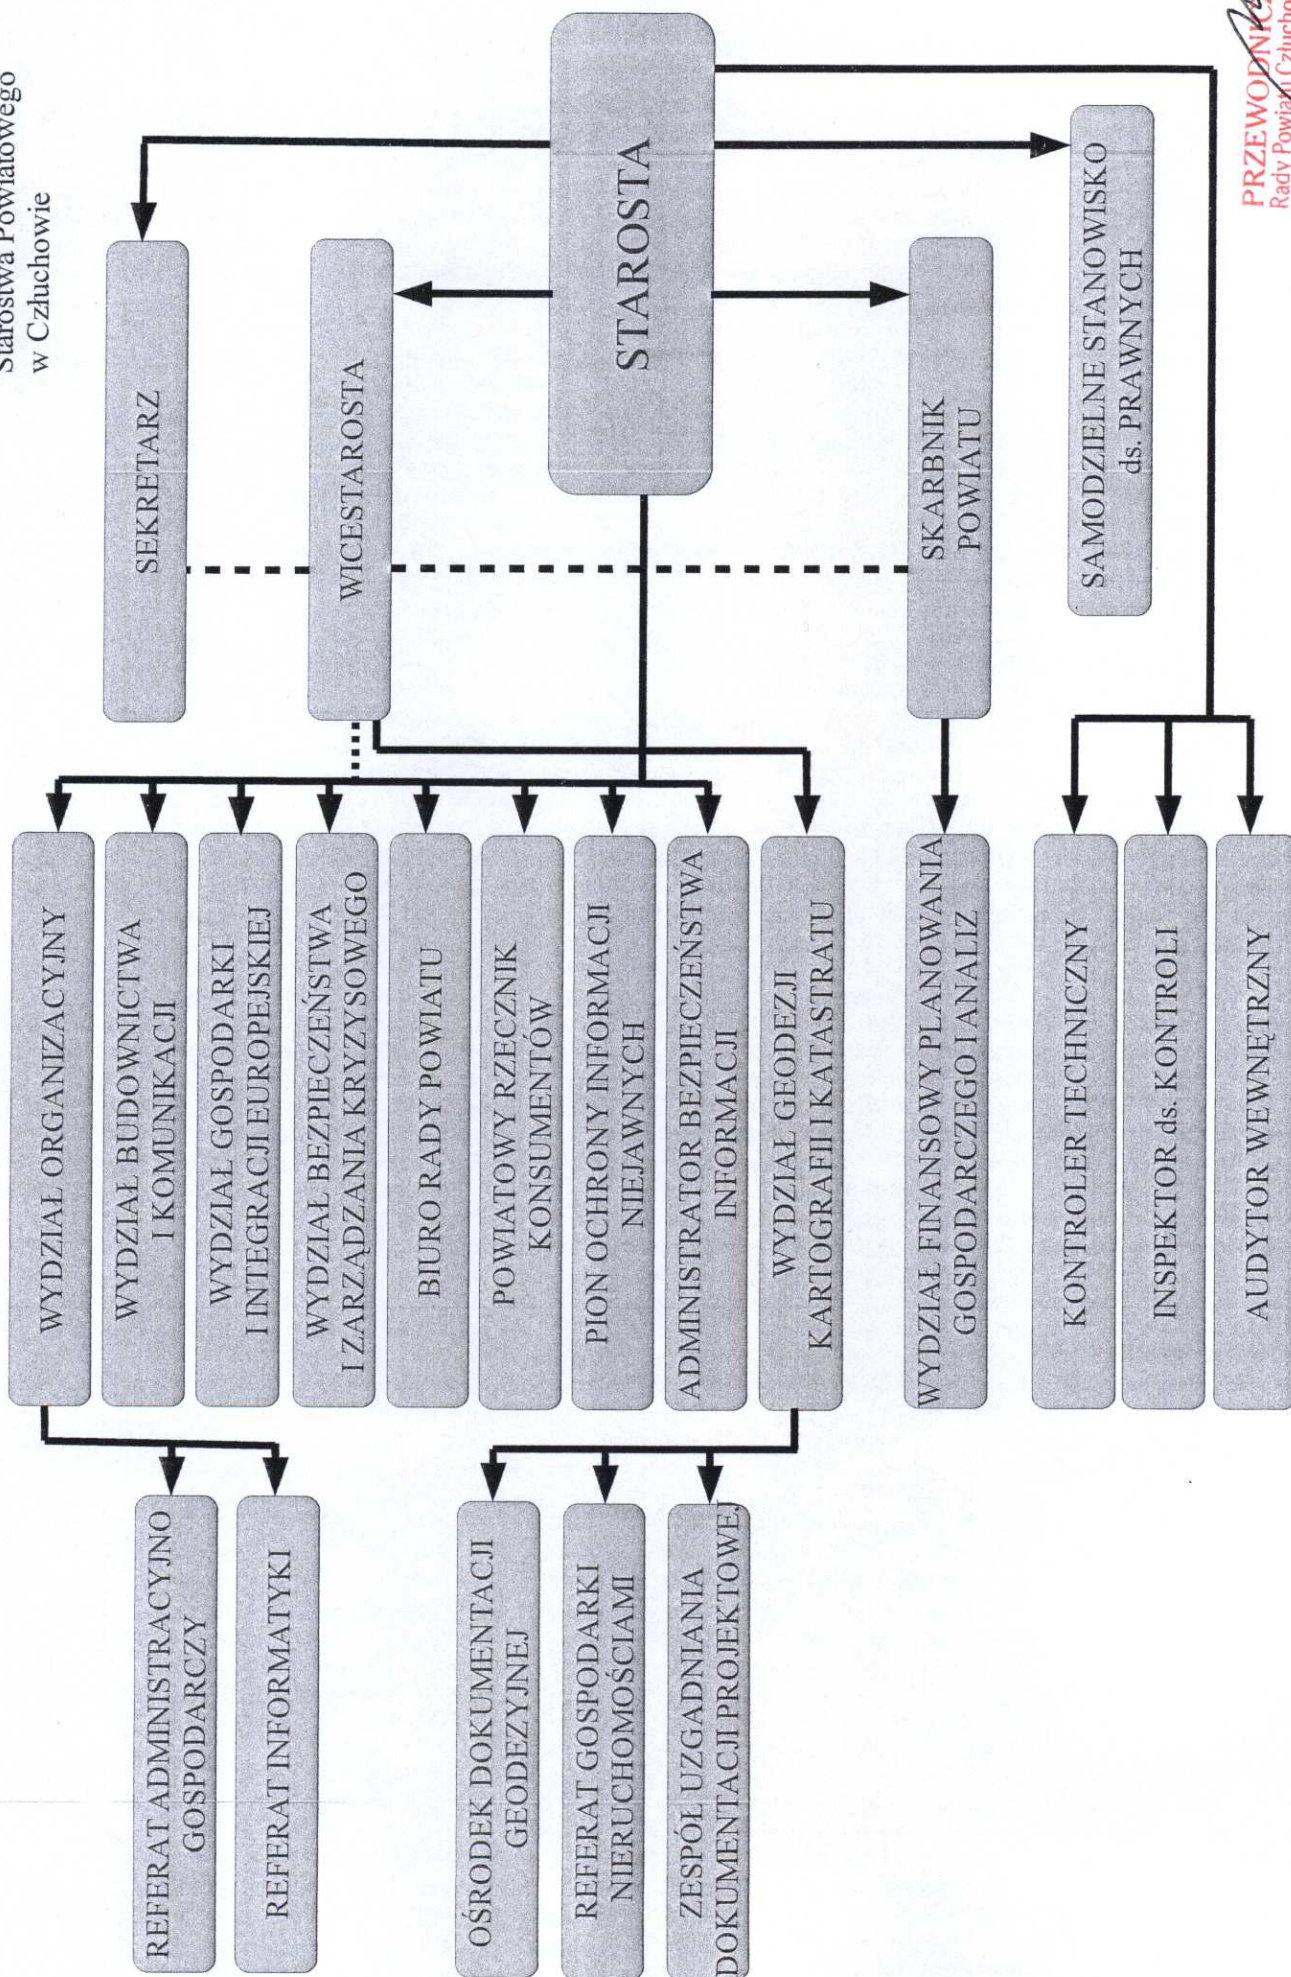 Starostwa Powiatowego
w Człuchowie
STAROSTA
SEKRETARZ
WICESTAROSTA
SKARBNIK
POWIATU
SAMODZIELNE STANOWISKO
ds. PRAWNYCH
WYDZIAŁ ORGANIZACYJNY
WYDZIAŁ BUDOWNICTWA
I KOMUNIKACJI
WYDZIAŁ GOSPODARKI
I INTEGRACJI EUROPEJSKIEJ
WYDZIAŁ BEZPIECZEŃSTWA
I ZARZĄDZANIA KRYZYSOWEGO
BIURO RADY POWIATU
POWIATOWY RZECZNIK
KONSUMENTÓW
PION OCHRONY INFORMACJI
NIEJAWNYCH
ADMINISTRATOR BEZPIECZEŃSTWA
INFORMACJI
WYDZIAŁ GEODEZJI
KARTOGRAFII I KATASTRATU
WYDZIAŁ FINANSOWY PLANOWANIA
GOSPODARCZEGO I ANALIZ
KONTROLER TECHNICZNY
INSPEKTOR ds. KONTROLI
AUDYTOR WEWNĘTRZNY
REFERAT ADMINISTRACYJNO
GOSPODARCZY
REFERAT INFORMATYKI
OŚRODEK DOKUMENTACJI
GEODEZYJNEJ
REFERAT GOSPODARKI
NIERUCHOMOŚCIAMI
ZESPÓŁ UZGADNIANIA
DOKUMENTACJI PROJEKTOWEJ
Rady Powiatu